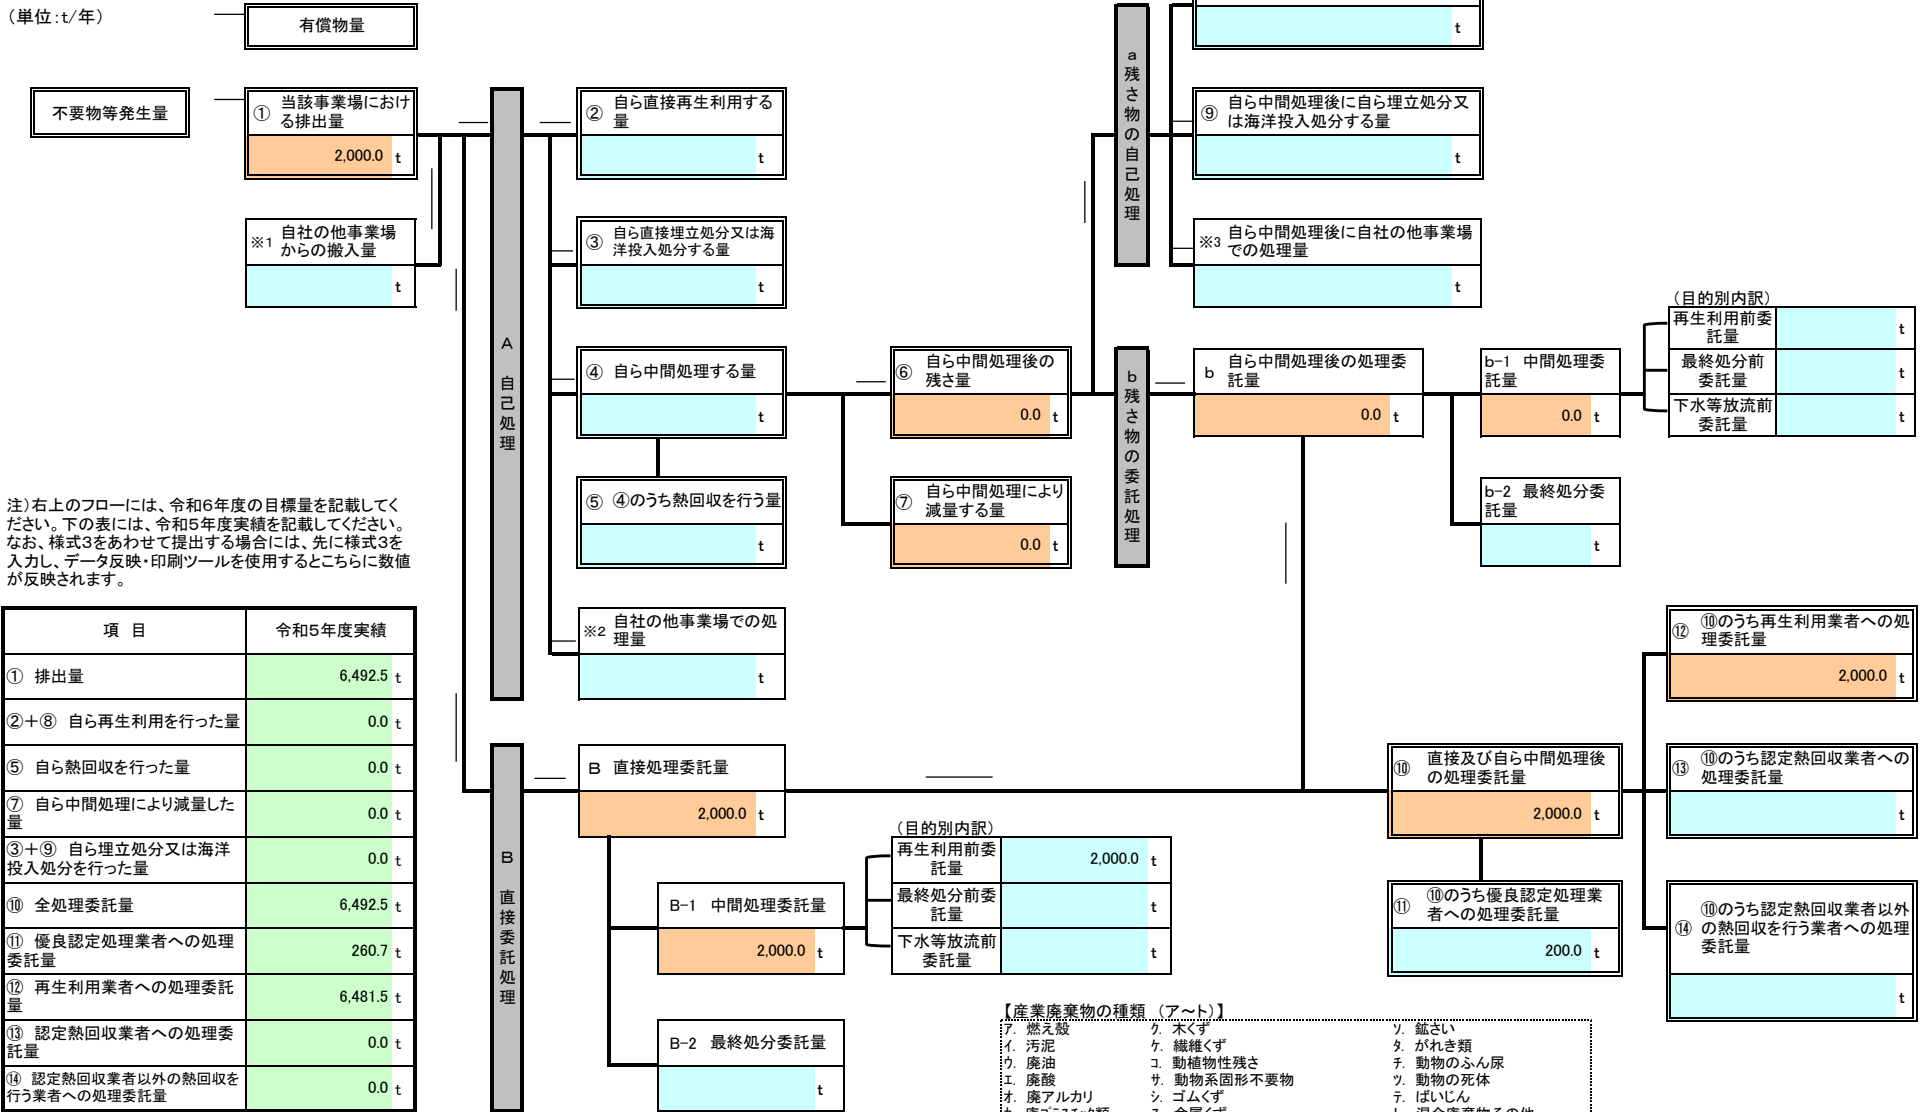 (単位:t/年)
有償物量
t
不要物等発生量
① 当該事業場におけ
る排出量
2,000.0 t
※1 自社の他事業場
からの搬入量
t
A 自己処理
② 自ら直接再生利用する
量
t
③ 自ら直接埋立処分又は海
洋投入処分する量
t
④ 自ら中間処理する量
t
⑤ ④のうち熱回収を行う量
t
※2 自社の他事業場での処
理量
t
⑥ 自ら中間処理後の
残さ量
0.0 t
⑦ 自ら中間処理により
減量する量
0.0 t
a 残さ物の自己処理
⑨ 自ら中間処理後に自ら埋立処分又
は海洋投入処分する量
t
※3 自ら中間処理後に自社の他事業場
での処理量
t
b 残さ物の委託処理
b 自ら中間処理後の処理委
託量
0.0 t
b-1 中間処理委
託量
0.0 t
(目的別内訳)
再生利用前委
託量
t
最終処分前
委託量
t
下水等放流前
委託量
t
b-2 最終処分委
託量
t
注)右上のフローには、令和6年度の目標量を記載してく
ださい。下の表には、令和5年度実績を記載してください。
なお、様式3をあわせて提出する場合には、先に様式3を
入力し、データ反映・印刷ツールを使用するとこちらに数値
が反映されます。
項 目 令和5年度実績
① 排出量 6,492.5 t
②+⑧ 自ら再生利用を行った量 0.0 t
⑤ 自ら熱回収を行った量 0.0 t
⑦ 自ら中間処理により減量した
量 0.0 t
③+⑨ 自ら埋立処分又は海洋
投入処分を行った量 0.0 t
⑩ 全処理委託量 6,492.5 t
⑪ 優良認定処理業者への処理
委託量 260.7 t
⑫ 再生利用業者への処理委託
量 6,481.5 t
⑬ 認定熱回収業者への処理委
託量 0.0 t
⑭ 認定熱回収業者以外の熱回収を
行う業者への処理委託量 0.0 t
B 直接委託処理
B 直接処理委託量
2,000.0 t
B-1 中間処理委託量
2,000.0 t
(目的別内訳)
再生利用前委
託量
2,000.0 t
最終処分前委
託量
t
下水等放流前
委託量
t
B-2 最終処分委託量
t
⑩ 直接及び自ら中間処理後
の処理委託量
2,000.0 t
⑪ ⑩のうち優良認定処理業
者への処理委託量
200.0 t
⑫ ⑩のうち再生利用業者への処
理委託量
2,000.0 t
⑬ ⑩のうち認定熱回収業者への
処理委託量
t
⑭ ⑩のうち認定熱回収業者以外
の熱回収を行う業者への処理
委託量
t
【産業廃棄物の種類 (ア～ト)】
ア. 燃え殻 ク. 木くず ソ. 鉱さい
イ. 汚泥 ケ. 繊維くず タ. がれき類
ウ. 廃油 コ. 動植物性残さ チ. 動物のふん尿
エ. 廃酸 サ. 動物系固形不要物 ツ. 動物の死体
オ. 廃アルカリ シ. ゴムくず テ. ばいじん